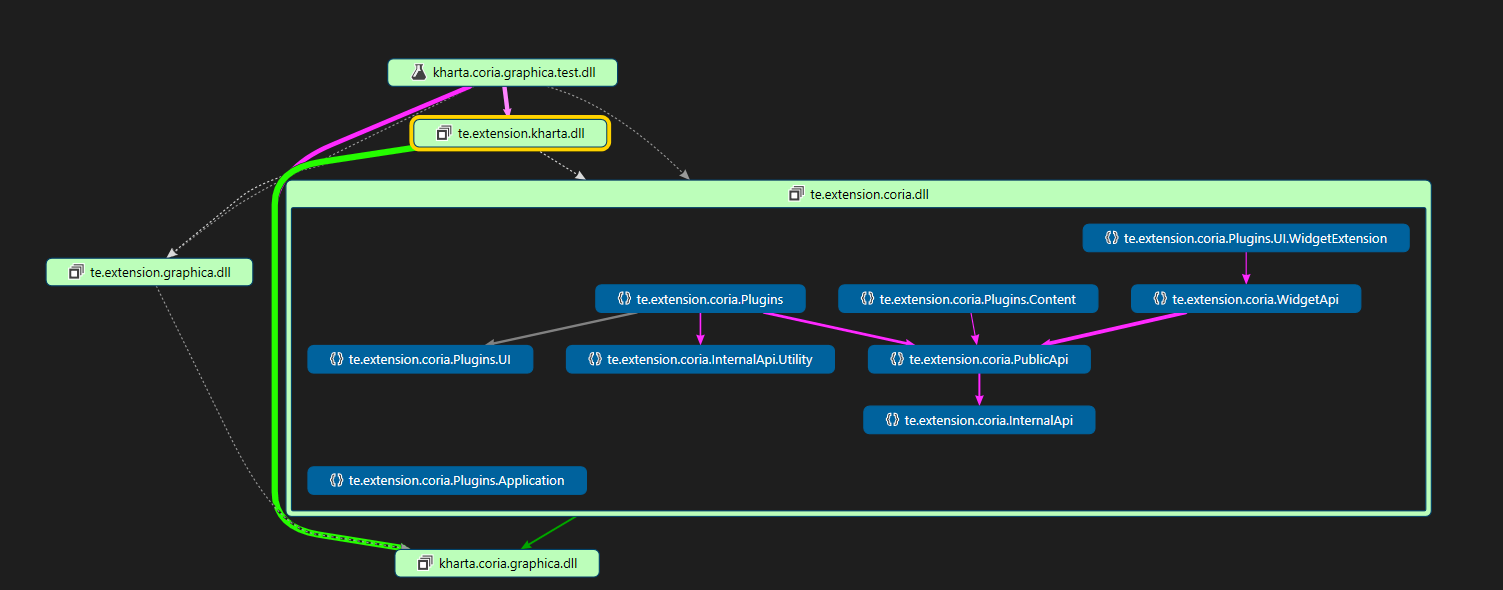 kharta.coria.graphica.test.dll
te.extension.kharta.dll
te.extension.coria.dll
te.extension.coria.Plugins.UI.WidgetExtension
te.extension.graphica.dll
te.extension.coria.Plugins
te.extension.coria.Plugins.Content
te.extension.coria.WidgetApi
te.extension.coria.Plugins.UI
te.extension.coria.InternalApi.Utility
te.extension.coria.PublicApi
te.extension.coria.InternalApi
te.extension.coria.Plugins.Application
kharta.coria.graphica.dll